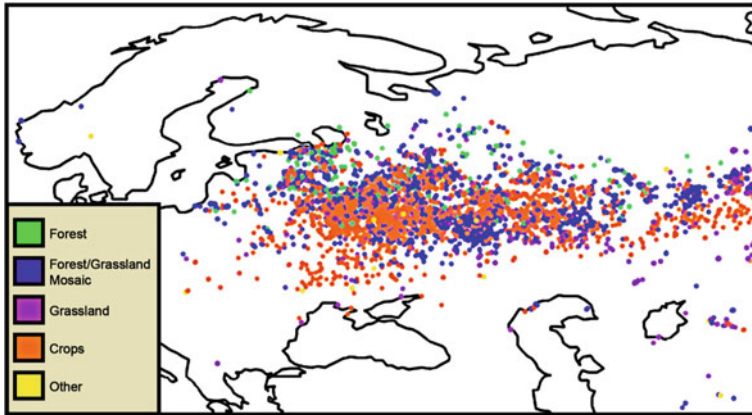 Forest
Forest/Grassland
Mosaic
Grassland
Crops
Other